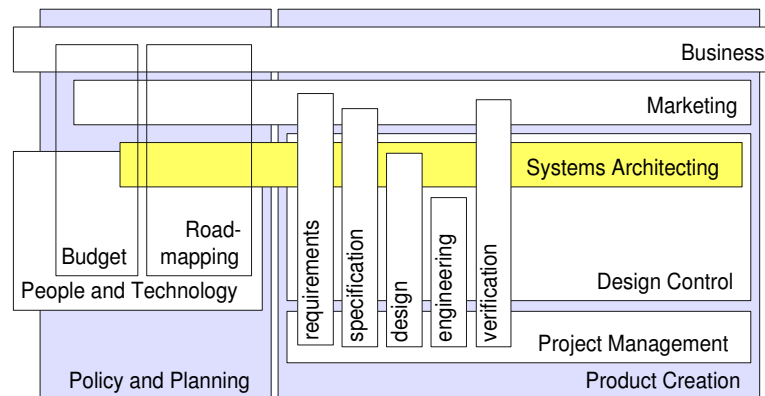 Business
Marketing
Systems Architecting
Road-
mapping
Budget
People and Technology
requirements
specification
design
engineering
verification
Design Control
Project Management
Policy and Planning
Product Creation